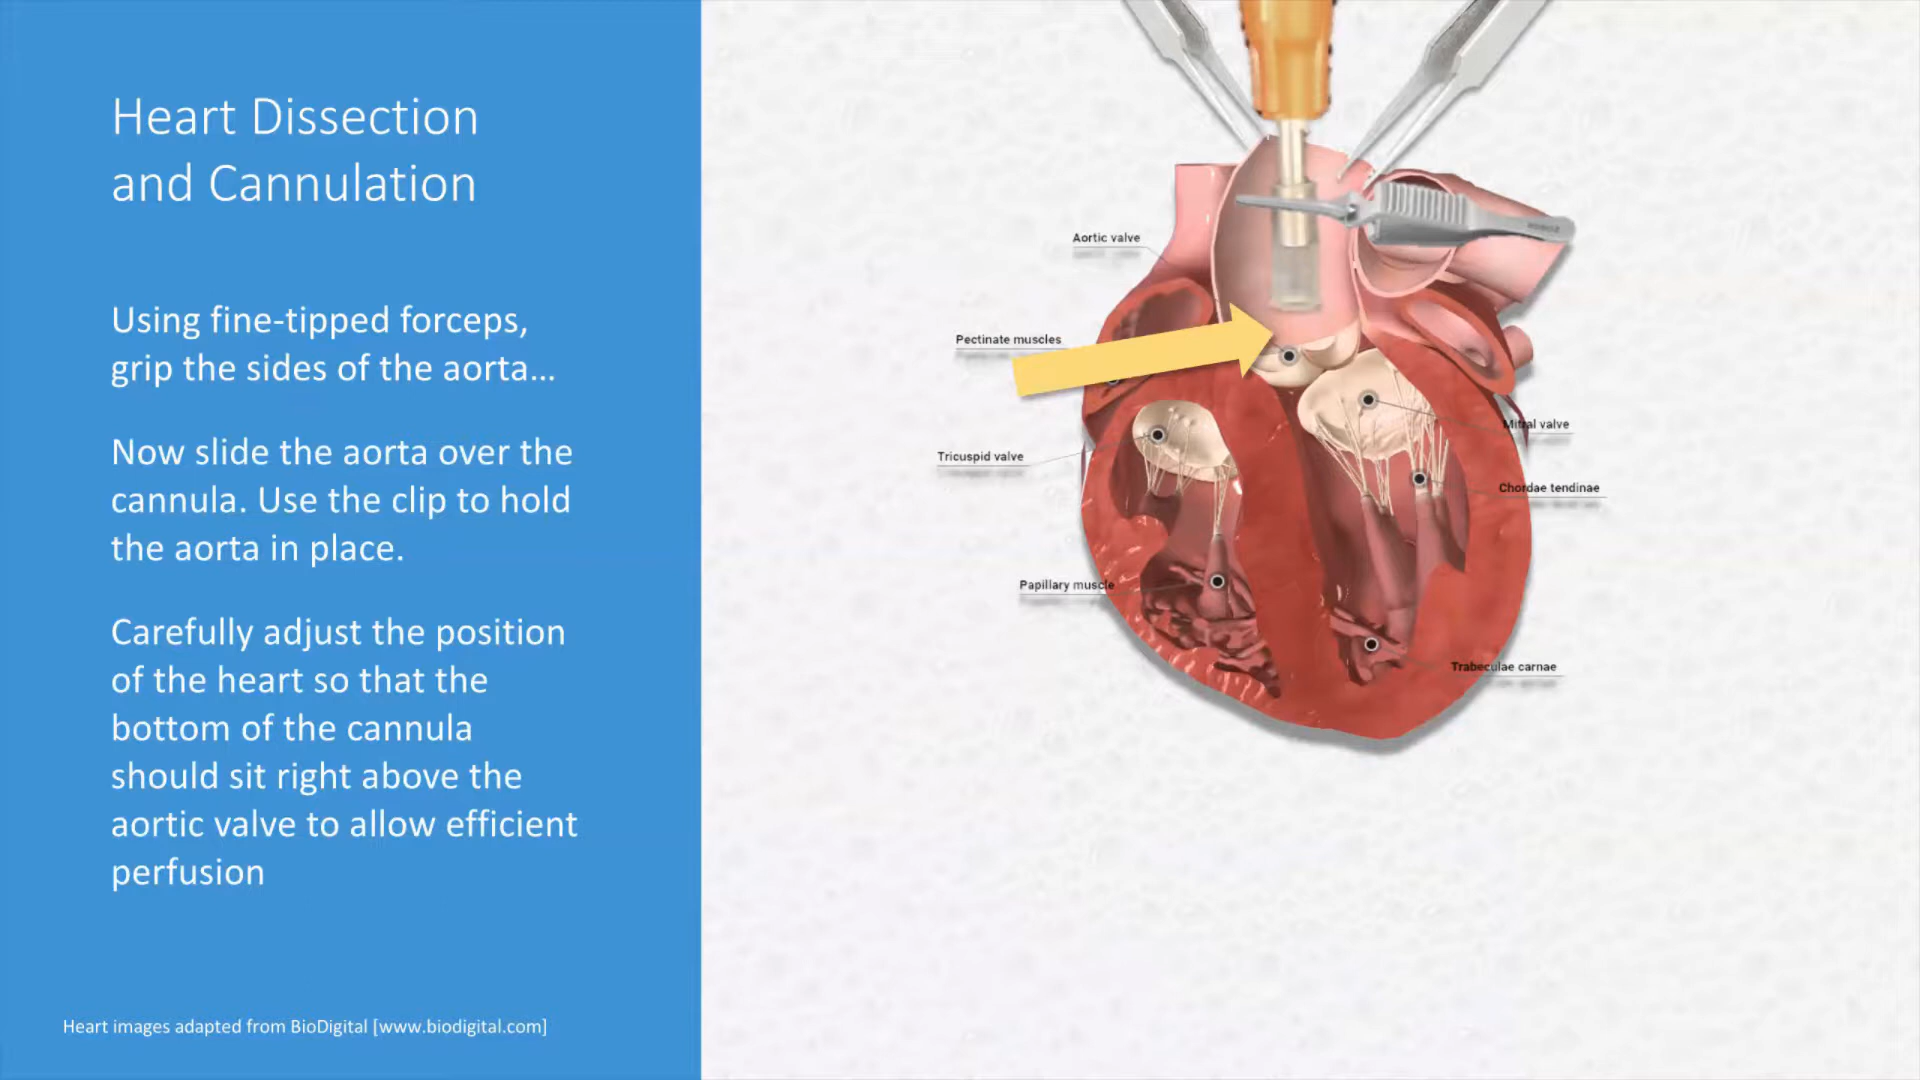 Heart Dissection
and Cannulation
Using fine-tipped forceps,
grip the sides of the aorta...
Now slide the aorta over the
cannula. Use the clip to hold
the aorta in place.
Carefully adjust the position
of the heart so that the
bottom of the cannula
should sit right above the
aortic valve to allow efficient
perfusion
Heart images adapted from BioDigital [www.biodigital.com]
Aortic valve
Pectinate muscles
Tricuspid valve
Papillary muscle
Mitral valve
Chordae tendinae
Trabeculae carnae